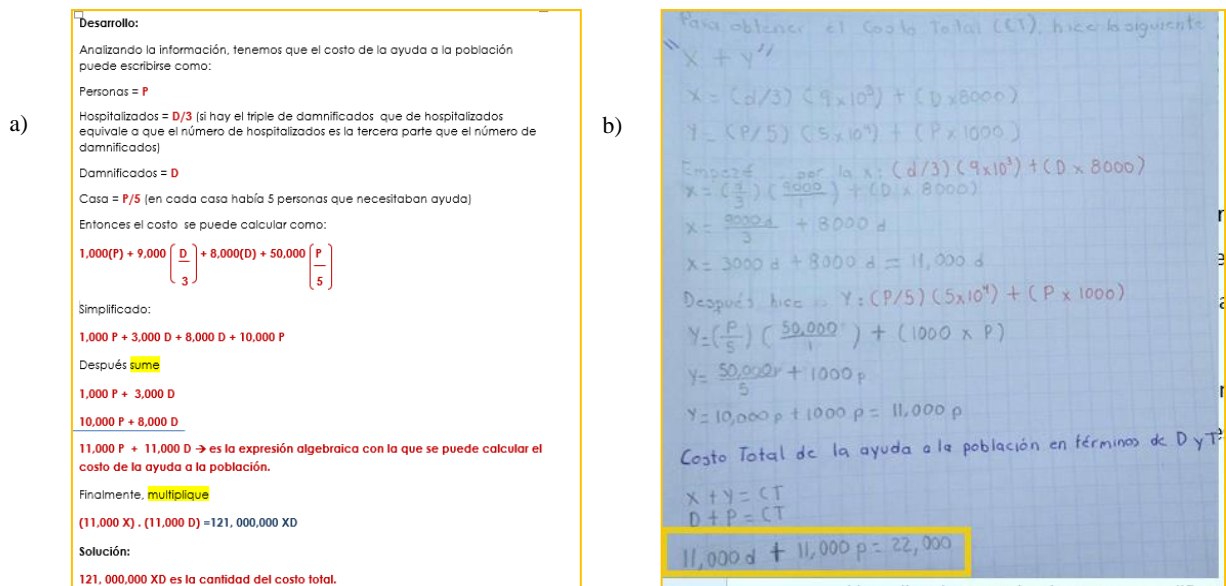 a)
Desarrollo:
Analizando la información, tenemos que el costo de la ayuda a la población
puede escribirse como:
Personas = P
Hospitalizados = D/3 (si hay el triple de damnificados que de hospitalizados
equivale a que el número de hospitalizados es la tercera parte que el número de
damnificados)
Damnificados = D
Casa = P/5 (en cada casa había 5 personas que necesitaban ayuda)
Entonces el costo se puede calcular como:
1,000(P) + 9,000 (D/3) + 8,000(D) + 50,000 (P/5)
Simplificado:
1,000 P + 3,000 D + 8,000 D + 10,000 P
Después sume
1,000 P + 3,000 D
10,000 P + 8,000 D
11,000 P + 11,000 D → es la expresión algebraica con la que se puede calcular el
costo de la ayuda a la población.
Finalmente, multiplique
(11,000 X) . (11,000 D) =121, 000,000 XD
Solución:
121, 000,000 XD es la cantidad del costo total.
b)
Para obtener el Costo Total (CT), hice lo siguiente
"X + Y"
X = (d/3) (9x10³) + (D x8000)
Y = (P/5) (5x10⁴) + (P x 1000)
Empezé por la x: (d/3) (9x10³) + (D x 8000)
X = (d/3) (9000/1) + (D x 8000)
X = 9000d/3 + 8000 d
X = 3000 d + 8000 d = 11,000 d
Después hice Y: (P/5) (5x10⁴) + (P x 1000)
Y=(P/5) (50,000/1) + (1000 x P)
Y= 50,000P/5 + 1000 p
Y= 10,000 p + 1000 p = 11,000 p
Costo Total de la ayuda a la población en términos de D y T
X + Y = CT
D + P = CT
11,000 d + 11,000 p = 22,000